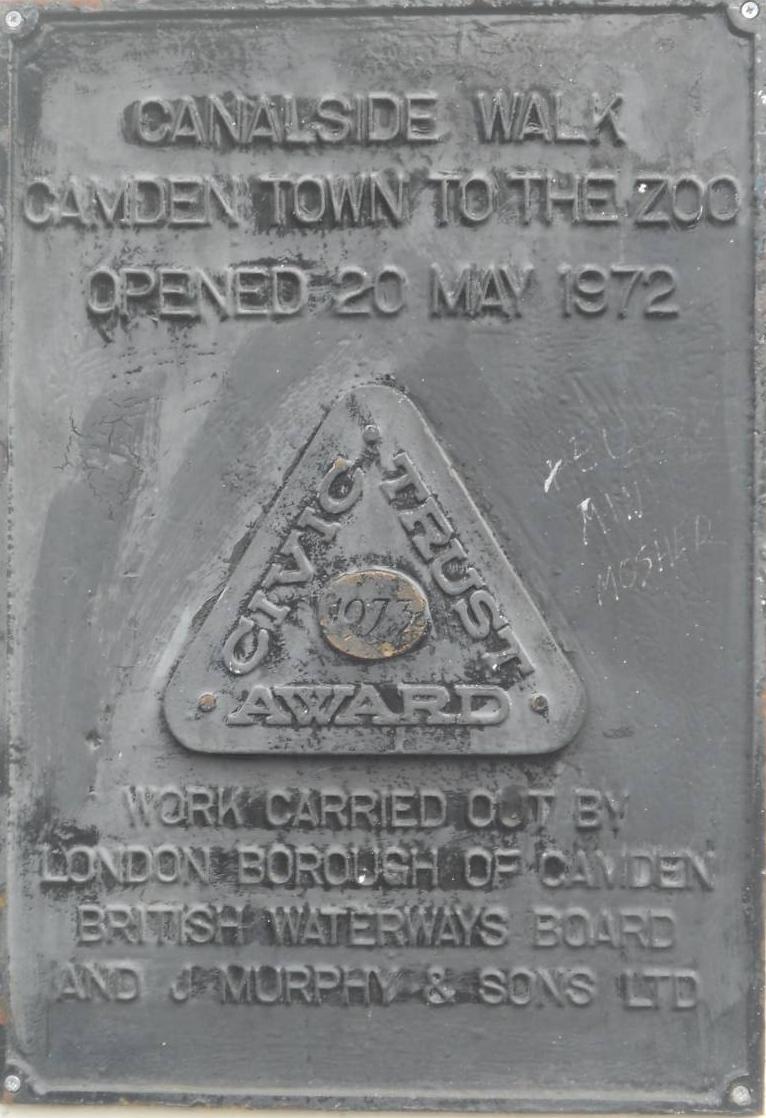 CANALSIDE WALK
CAMDEN TOWN TO THE ZOO
OPENED 20 MAY 1972
CIVIC TRUST
1973
AWARD
MOSHER
WORK CARRIED OUT BY
LONDON BOROUGH OF CAMDEN
BRITISH WATERWAYS BOARD
AND J MURPHY & SONS LTD